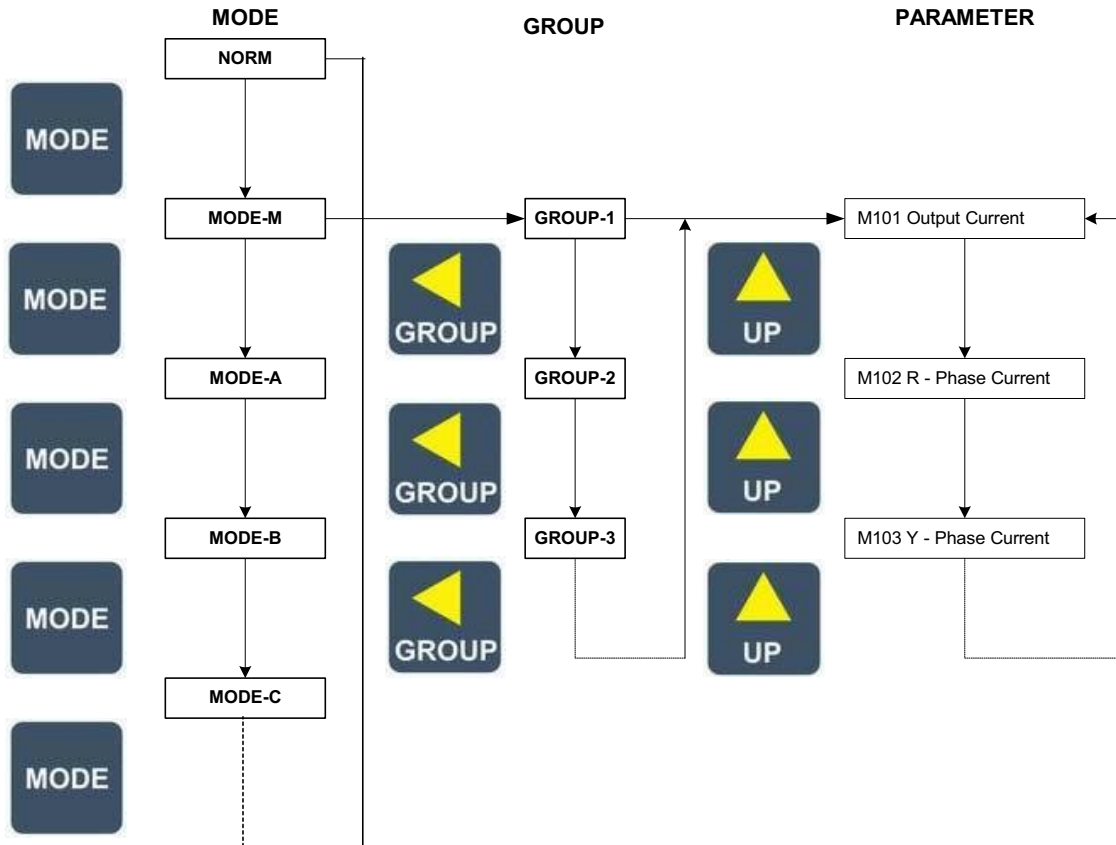 MODE
GROUP
PARAMETER
NORM
MODE
MODE-M
GROUP-1
M101 Output Current
MODE
GROUP
UP
MODE-A
GROUP-2
M102 R - Phase Current
MODE
GROUP
UP
MODE-B
GROUP-3
M103 Y - Phase Current
MODE
GROUP
UP
MODE-C
MODE